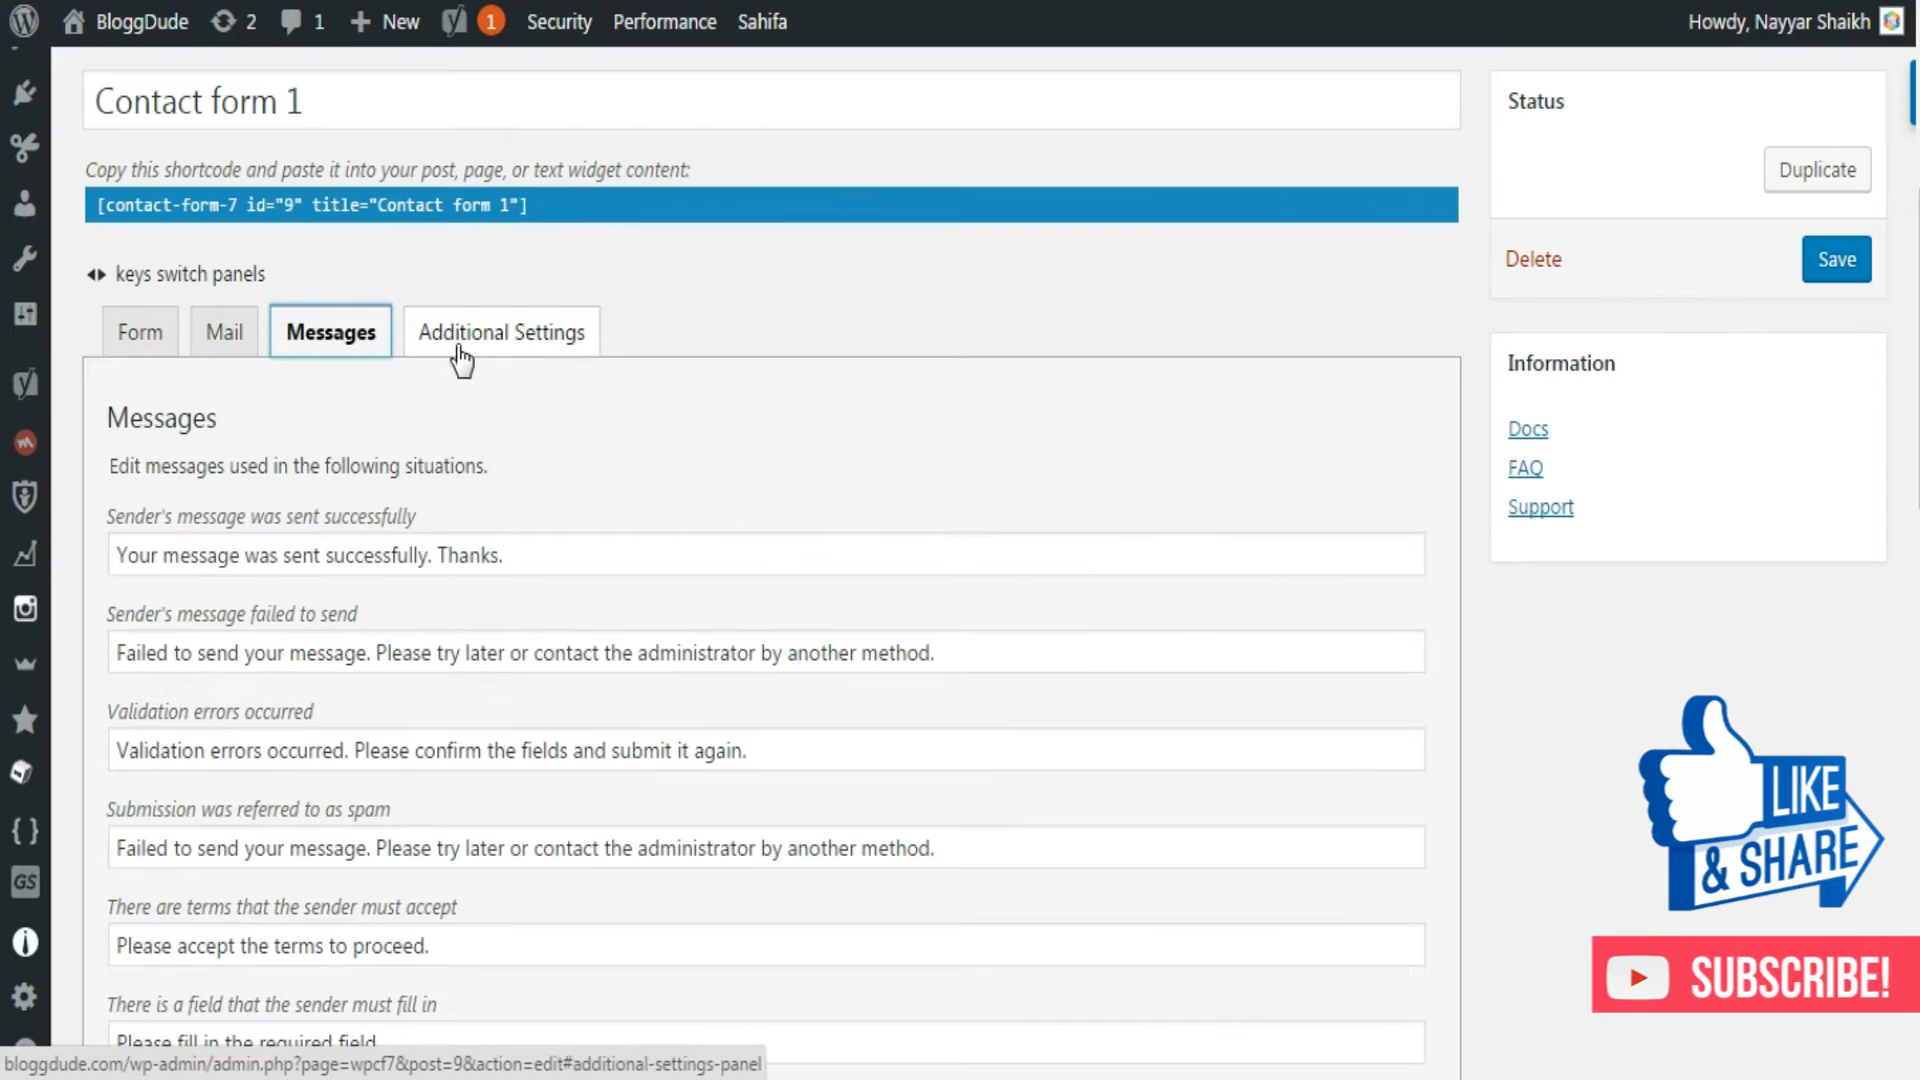 BloggDude 2 1 New 1 Security Performance Sahifa Howdy, Nayyar Shaikh
Contact form 1
Copy this shortcode and paste it into your post, page, or text widget content:
[contact-form-7 id="9" title="Contact form 1"]
keys switch panels
Form Mail Messages Additional Settings
Messages
Edit messages used in the following situations.
Sender's message was sent successfully
Your message was sent successfully. Thanks.
Sender's message failed to send
Failed to send your message. Please try later or contact the administrator by another method.
Validation errors occurred
Validation errors occurred. Please confirm the fields and submit it again.
Submission was referred to as spam
Failed to send your message. Please try later or contact the administrator by another method.
There are terms that the sender must accept
Please accept the terms to proceed.
There is a field that the sender must fill in
Please fill in the required field.
bloggdude.com/wp-admin/admin.php?page=wpcf7&post=9&action=edit#additional-settings-panel
Status
Duplicate
Delete Save
Information
Docs
FAQ
Support
LIKE
& SHARE
SUBSCRIBE!
GS